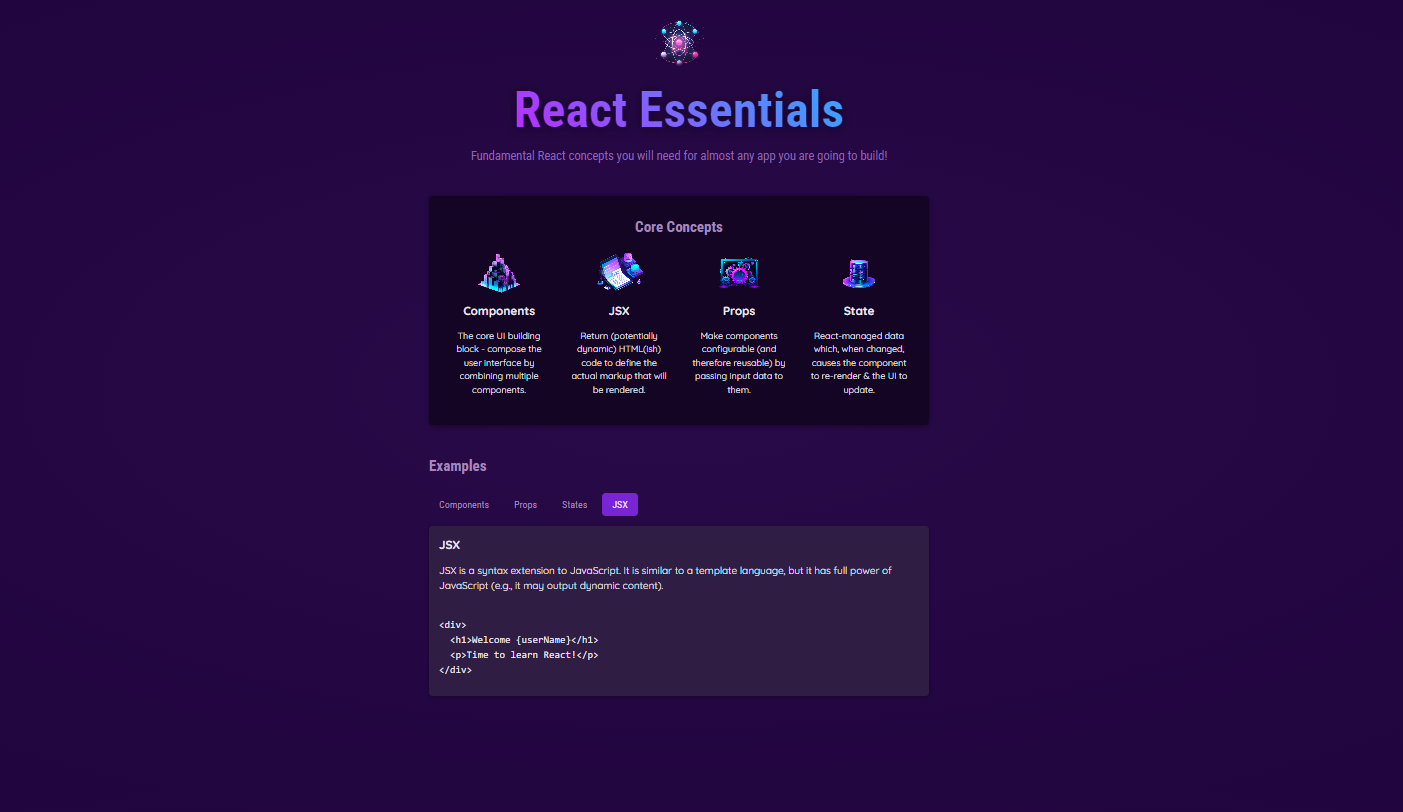 React Essentials
Fundamental React concepts you will need for almost any app you are going to build!
Core Concepts
Components
The core UI building
block - compose the
user interface by
combining multiple
components.
JSX
Return (potentially
dynamic) HTML(ish)
code to define the
actual markup that will
be rendered.
Props
Make components
configurable (and
therefore reusable) by
passing input data to
them.
State
React-managed data
which, when changed,
causes the component
to re-render & the UI to
update.
Examples
Components Props States JSX
JSX
JSX is a syntax extension to JavaScript. It is similar to a template language, but it has full power of
JavaScript (e.g., it may output dynamic content).
<div>
  <h1>Welcome {userName}</h1>
  <p>Time to learn React!</p>
</div>